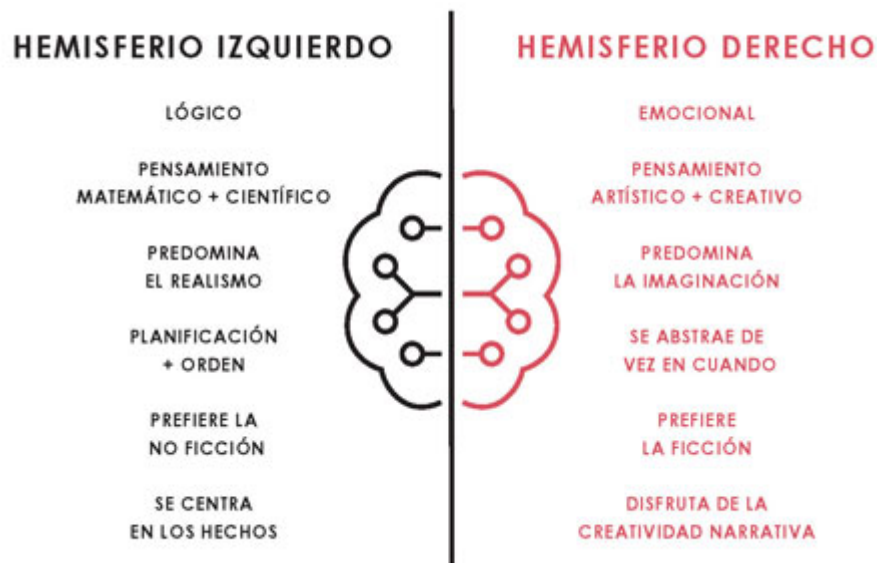 HEMISFERIO IZQUIERDO
LÓGICO
PENSAMIENTO
MATEMÁTICO + CIENTÍFICO
PREDOMINA
EL REALISMO
PLANIFICACIÓN
+ ORDEN
PREFIERE LA
NO FICCIÓN
SE CENTRA
EN LOS HECHOS
HEMISFERIO DERECHO
EMOCIONAL
PENSAMIENTO
ARTÍSTICO + CREATIVO
PREDOMINA
LA IMAGINACIÓN
SE ABSTRAE DE
VEZ EN CUANDO
PREFIERE
LA FICCIÓN
DISFRUTA DE LA
CREATIVIDAD NARRATIVA